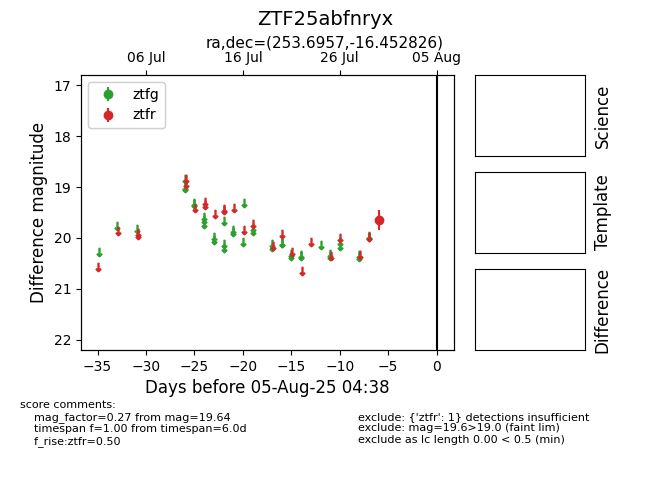 ZTF25abfnryx
ra,dec=(253.6957,-16.452826)
06 Jul 16 Jul 26 Jul 05 Aug
ztfg
ztfr
17
18
19
20
21
22
Difference magnitude
−35 −30 −25 −20 −15 −10 −5 0
Days before 05-Aug-25 04:38
Science
Template
Difference
score comments:
mag_factor=0.27 from mag=19.64
timespan f=1.00 from timespan=6.0d
f_rise:ztfr=0.50
exclude: {'ztfr': 1} detections insufficient
exclude: mag=19.6>19.0 (faint lim)
exclude as lc length 0.00 < 0.5 (min)